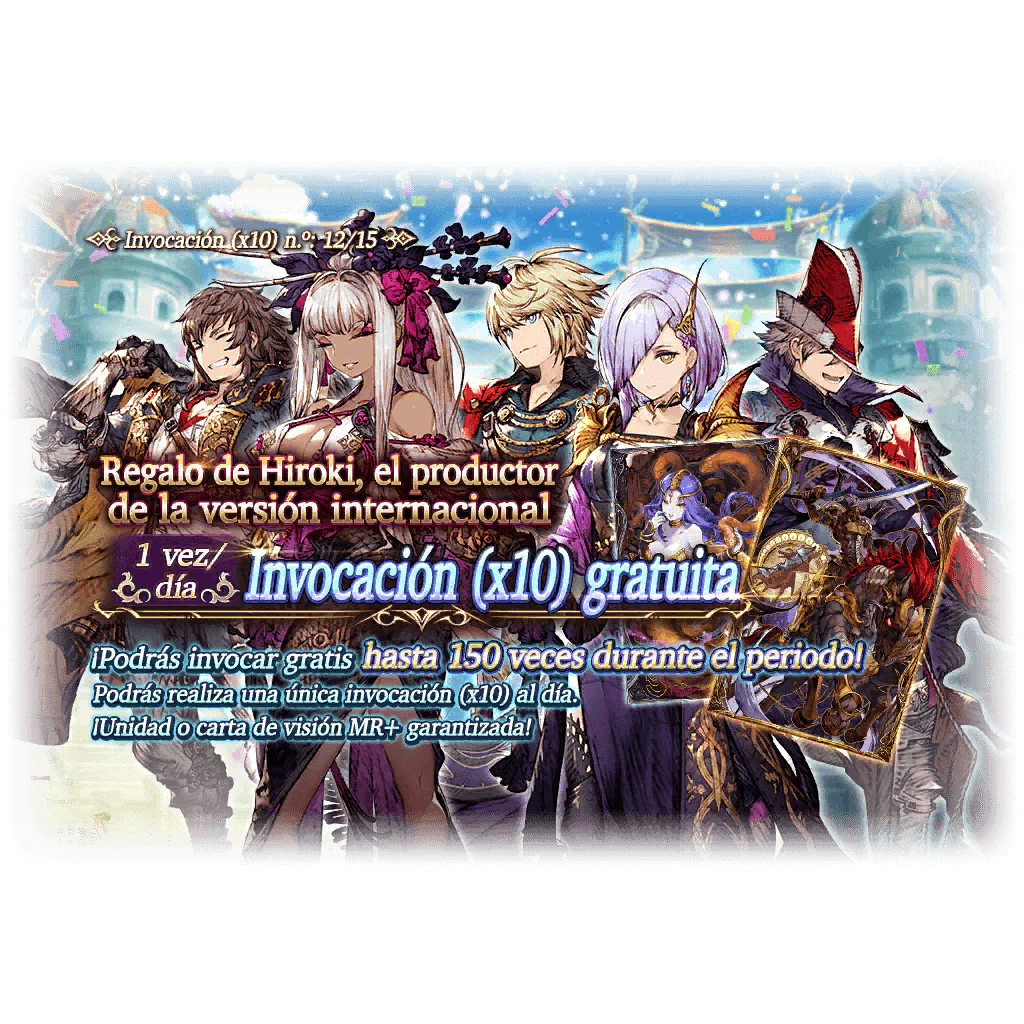 Invocación (x10) n.º: 12/15
Regalo de Hiroki, el productor
de la versión internacional
1 vez/
día
Invocación (x10) gratuita
¡Podrás invocar gratis hasta 150 veces durante el periodo!
Podrás realiza una única invocación (x10) al día.
¡Unidad o carta de visión MR+ garantizada!